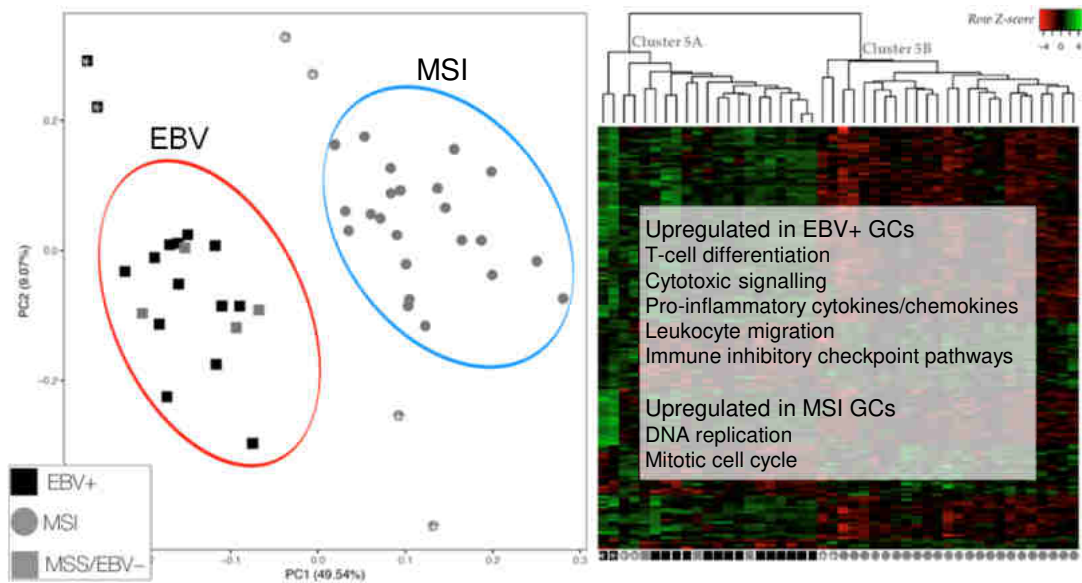 MSI
EBV
0.2
0.0
-0.2
PC2 (9.07%)
EBV+
MSI
MSS/EBV-
-0.1
0.0
0.1
0.2
0.3
PC1 (49.54%)
Row Z-score
-4
0
4
Cluster 5A
Cluster 5B
Upregulated in EBV+ GCs
T-cell differentiation
Cytotoxic signalling
Pro-inflammatory cytokines/chemokines
Leukocyte migration
Immune inhibitory checkpoint pathways
Upregulated in MSI GCs
DNA replication
Mitotic cell cycle